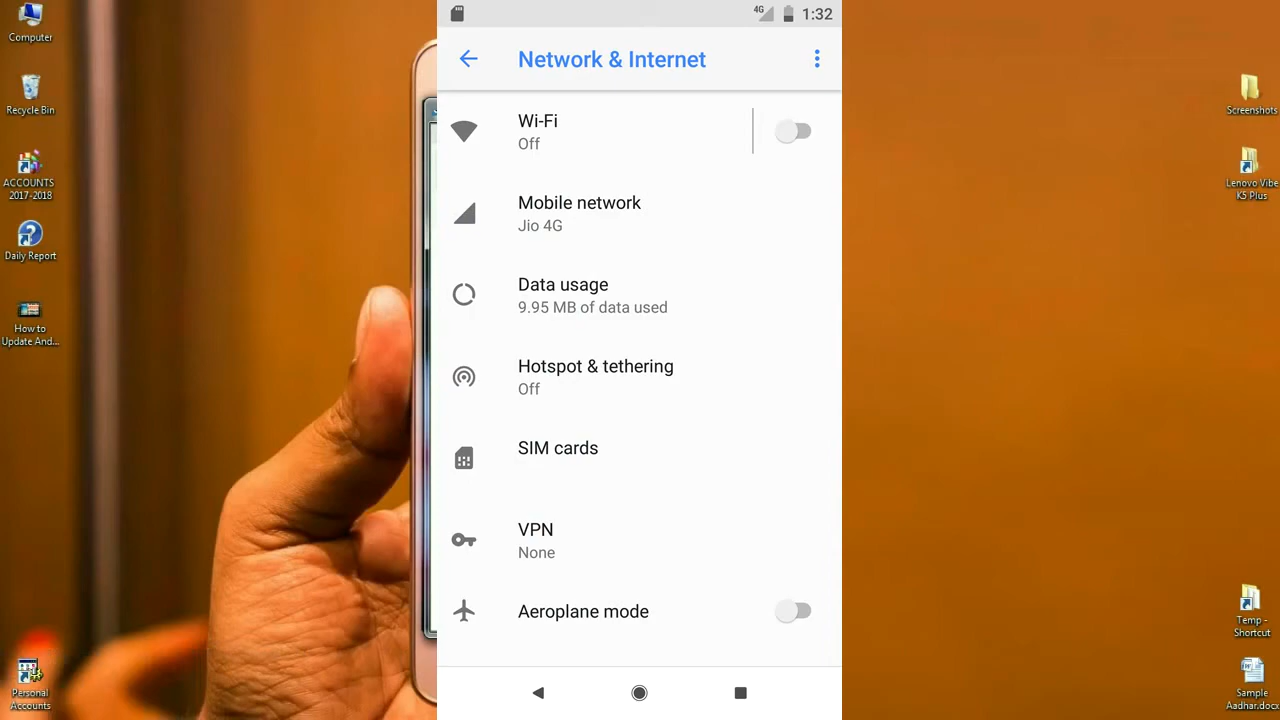 Computer
Recycle Bin
ACCOUNTS
2017-2018
Daily Report
How to
Update And...
Personal
Accounts
4G
1:32
Network & Internet
Wi-Fi
Off
Mobile network
Jio 4G
Data usage
9.95 MB of data used
Hotspot & tethering
Off
SIM cards
VPN
None
Aeroplane mode
Screenshots
Lenovo Vibe
K5 Plus
Temp -
Shortcut
Sample
Aadhar.docx